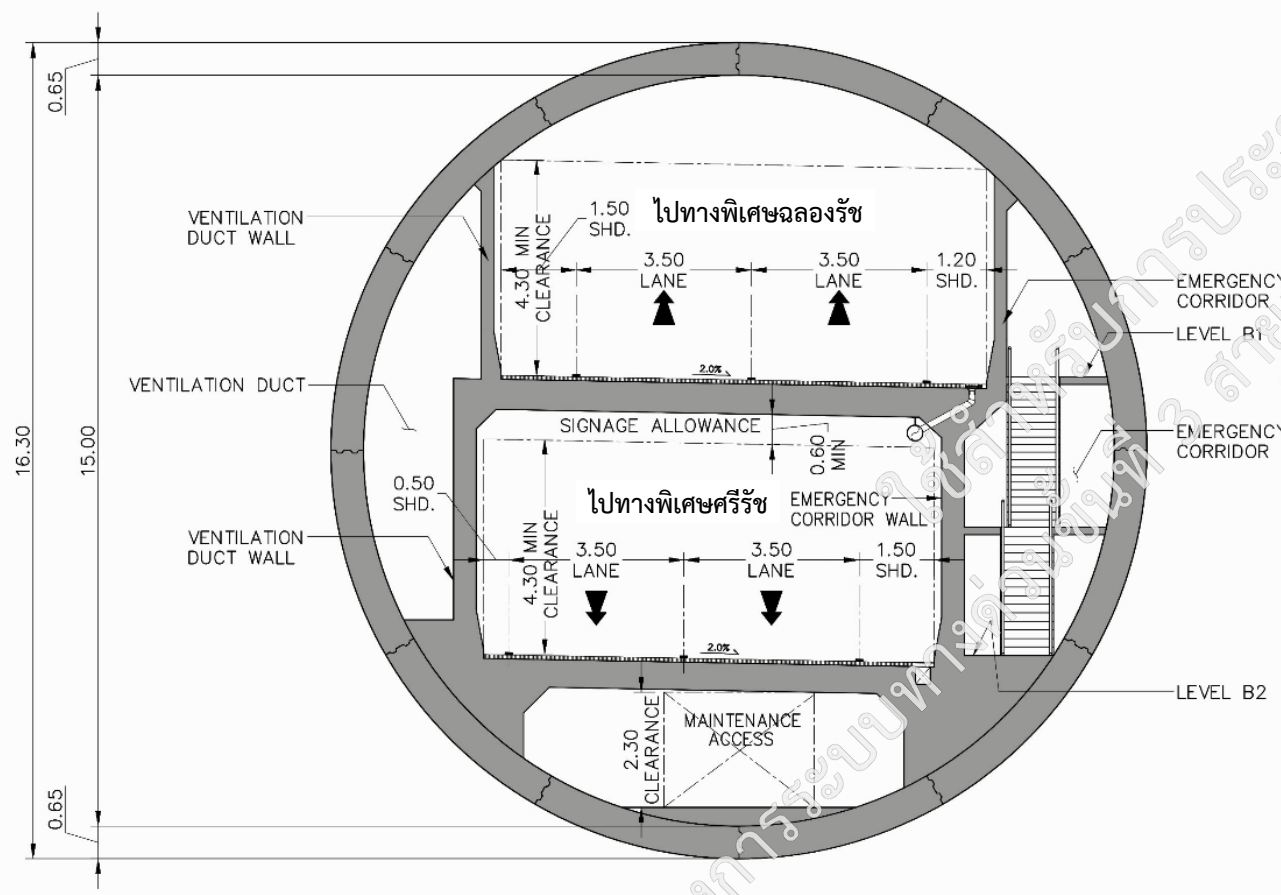 0.65
16.30
15.00
0.65
VENTILATION
DUCT WALL
VENTILATION DUCT
VENTILATION
DUCT WALL
ไปทางพิเศษฉลองรัช
4.30 MIN
CLEARANCE
1.50
SHD.
3.50
LANE
3.50
LANE
1.20
SHD.
2.0%
EMERGENCY
CORRIDOR
LEVEL B1
EMERGENCY
CORRIDOR
SIGNAGE ALLOWANCE
0.60
MIN
ไปทางพิเศษศรีรัช
0.50
SHD.
4.30 MIN
CLEARANCE
3.50
LANE
3.50
LANE
1.50
SHD.
EMERGENCY
CORRIDOR WALL
2.0%
LEVEL B2
2.30
CLEARANCE
MAINTENANCE
ACCESS